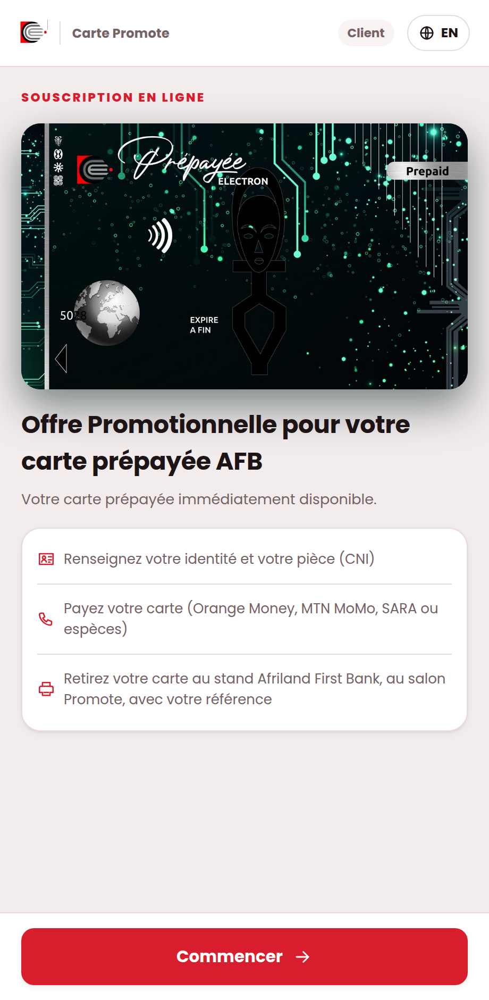 Carte Promote
Client
EN
SOUSCRIPTION EN LIGNE
Prépayée
ELECTRON
Prepaid
5028
EXPIRE
A FIN
Offre Promotionnelle pour votre
carte prépayée AFB
Votre carte prépayée immédiatement disponible.
Renseignez votre identité et votre pièce (CNI)
Payez votre carte (Orange Money, MTN MoMo, SARA ou
espèces)
Retirez votre carte au stand Afriland First Bank, au salon
Promote, avec votre référence
Commencer